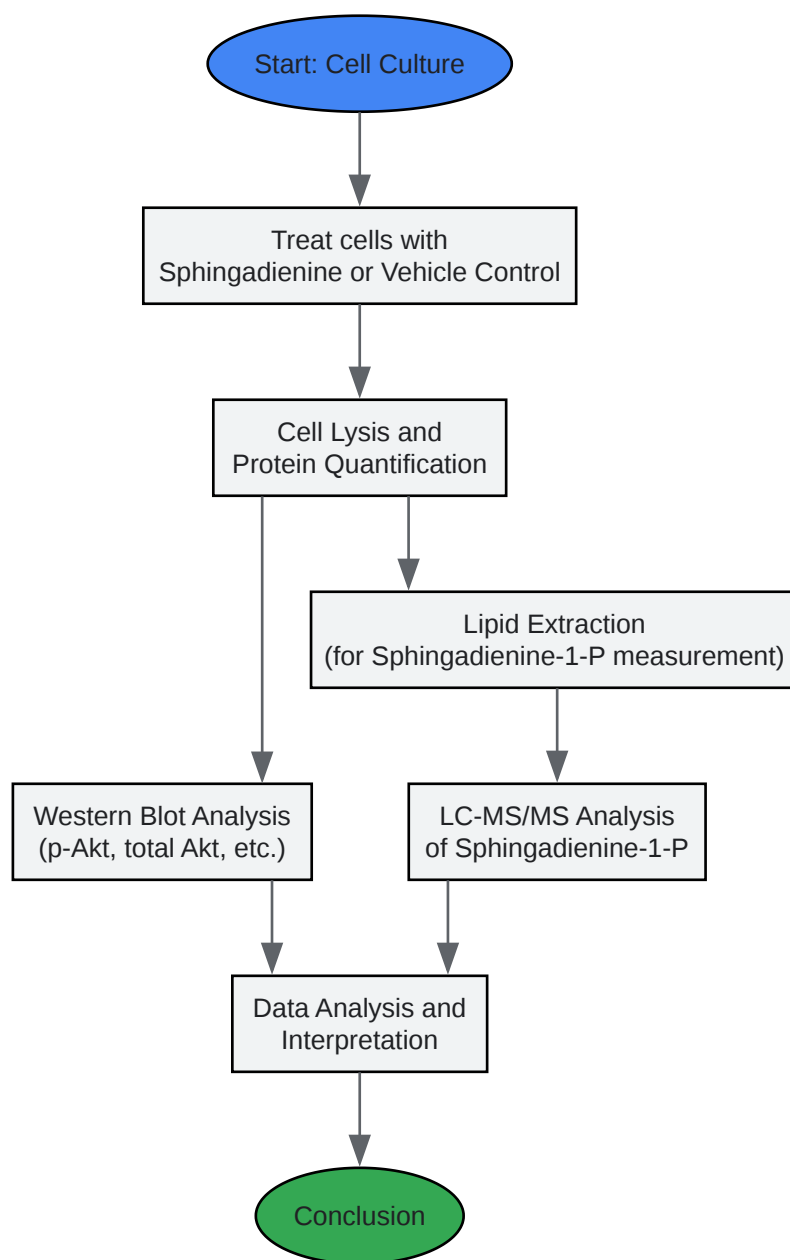 Start: Cell Culture
Treat cells with
Sphingadienine or Vehicle Control
Cell Lysis and
Protein Quantification
Lipid Extraction
(for Sphingadienine-1-P measurement)
Western Blot Analysis
(p-Akt, total Akt, etc.)
LC-MS/MS Analysis
of Sphingadienine-1-P
Data Analysis and
Interpretation
Conclusion